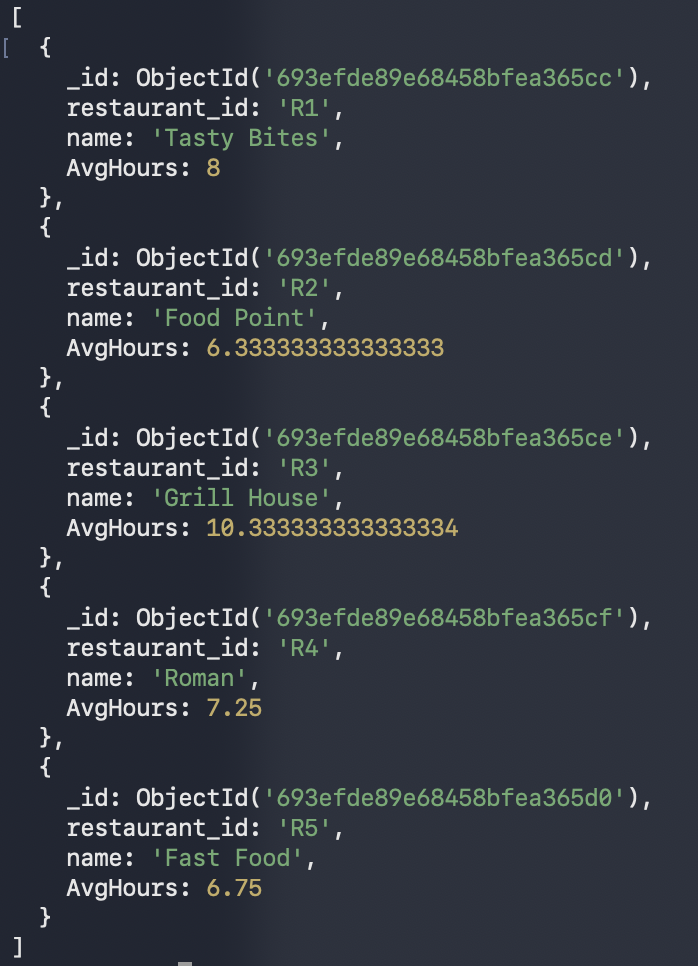 [
[  {
    _id: ObjectId('693efde89e68458bfea365cc'),
    restaurant_id: 'R1',
    name: 'Tasty Bites',
    AvgHours: 8
  },
  {
    _id: ObjectId('693efde89e68458bfea365cd'),
    restaurant_id: 'R2',
    name: 'Food Point',
    AvgHours: 6.333333333333333
  },
  {
    _id: ObjectId('693efde89e68458bfea365ce'),
    restaurant_id: 'R3',
    name: 'Grill House',
    AvgHours: 10.333333333333334
  },
  {
    _id: ObjectId('693efde89e68458bfea365cf'),
    restaurant_id: 'R4',
    name: 'Roman',
    AvgHours: 7.25
  },
  {
    _id: ObjectId('693efde89e68458bfea365d0'),
    restaurant_id: 'R5',
    name: 'Fast Food',
    AvgHours: 6.75
  }
]